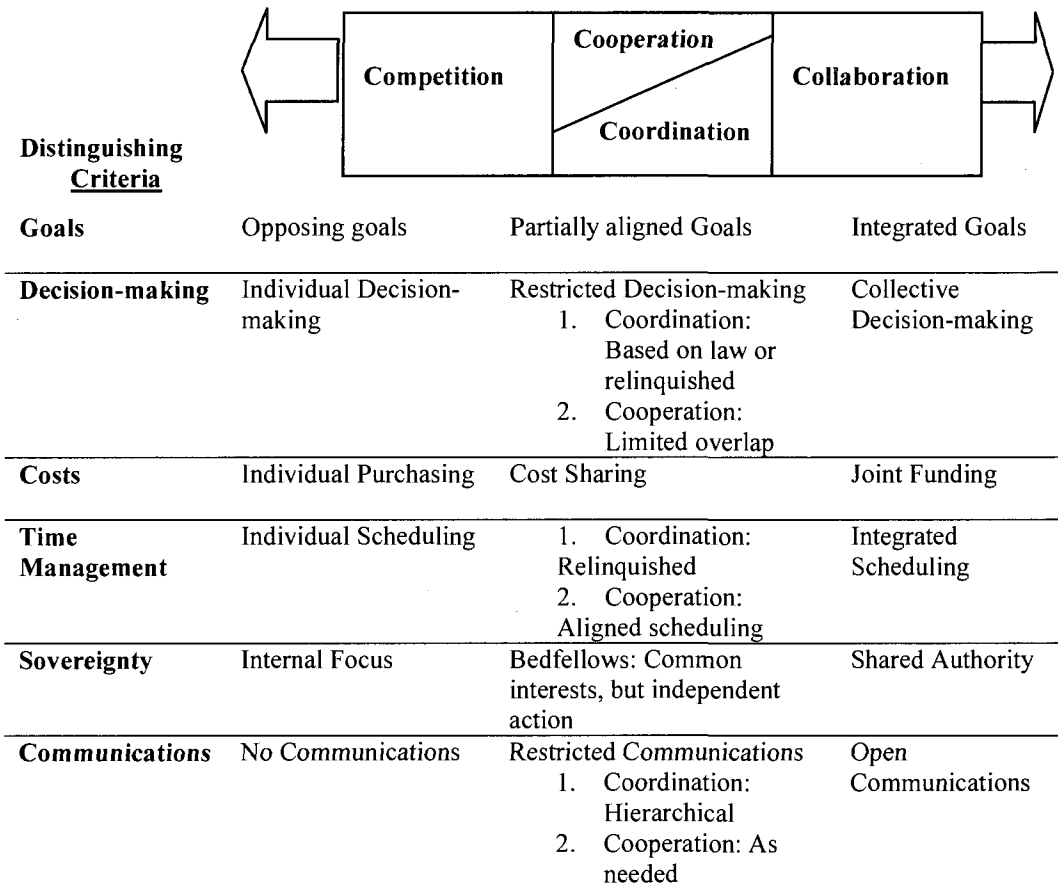 Cooperation
Competition
Collaboration
Coordination
Distinguishing
Criteria
Goals
Opposing goals
Partially aligned Goals
Integrated Goals
Decision-making
Individual Decision-
making
Restricted Decision-making
1. Coordination:
Based on law or
relinquished
2. Cooperation:
Limited overlap
Collective
Decision-making
Costs
Individual Purchasing
Cost Sharing
Joint Funding
Time
Management
Individual Scheduling
1. Coordination:
Relinquished
2. Cooperation:
Aligned scheduling
Integrated
Scheduling
Sovereignty
Internal Focus
Bedfellows: Common
interests, but independent
action
Shared Authority
Communications
No Communications
Restricted Communications
1. Coordination:
Hierarchical
2. Cooperation: As
needed
Open
Communications